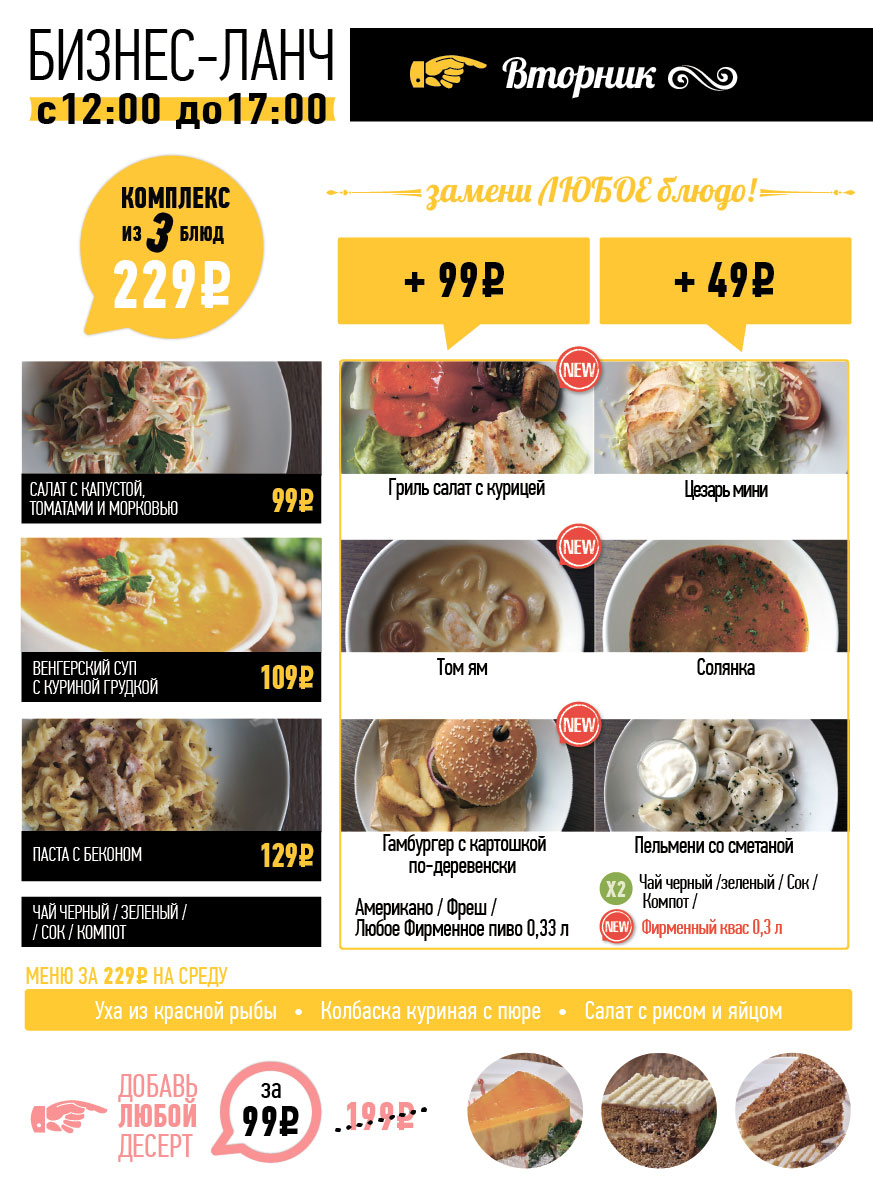 БИЗНЕС-ЛАНЧ
с 12:00 до 17:00
Вторник
КОМПЛЕКС
ИЗ 3 БЛЮД
229₽
замени ЛЮБОЕ блюдо!
+ 99₽
+ 49₽
САЛАТ С КАПУСТОЙ,
ТОМАТАМИ И МОРКОВЬЮ
99₽
NEW
Гриль салат с курицей
Цезарь мини
ВЕНГЕРСКИЙ СУП
С КУРИНОЙ ГРУДКОЙ
109₽
NEW
Том ям
Солянка
ПАСТА С БЕКОНОМ
129₽
NEW
Гамбургер с картошкой
по-деревенски
Пельмени со сметаной
ЧАЙ ЧЕРНЫЙ / ЗЕЛЕНЫЙ /
/ СОК / КОМПОТ
Американо / Фреш /
Любое Фирменное пиво 0,33 л
X2
Чай черный /зеленый / Сок /
Компот /
NEW
Фирменный квас 0,3 л
МЕНЮ ЗА 229₽ НА СРЕДУ
Уха из красной рыбы • Колбаска куриная с пюре • Салат с рисом и яйцом
ДОБАВЬ
ЛЮБОЙ
ДЕСЕРТ
за
99₽
199₽